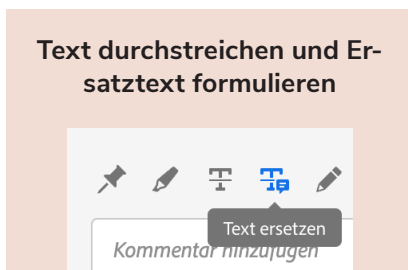 Text durchstreichen und Er-
satztext formulieren
Text ersetzen
Kommentar hinzufügen